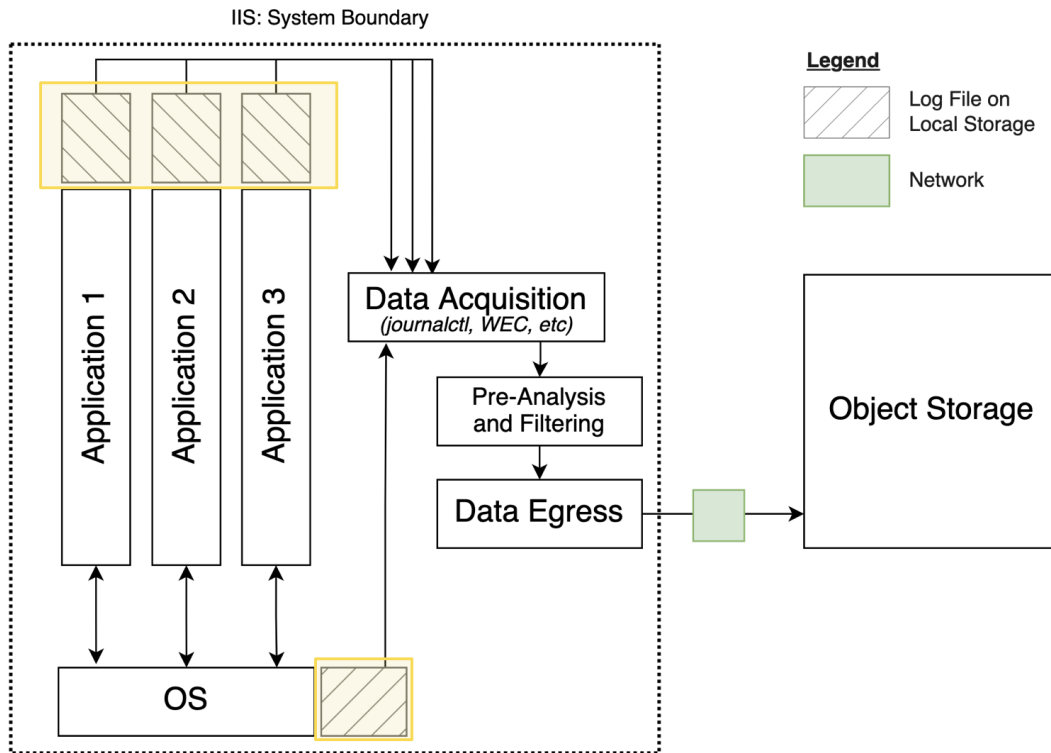 IIS: System Boundary
Legend
Log File on
Local Storage
Network
Application 1
Application 2
Application 3
Data Acquisition
(journalctl, WEC, etc)
Pre-Analysis
and Filtering
Data Egress
Object Storage
OS